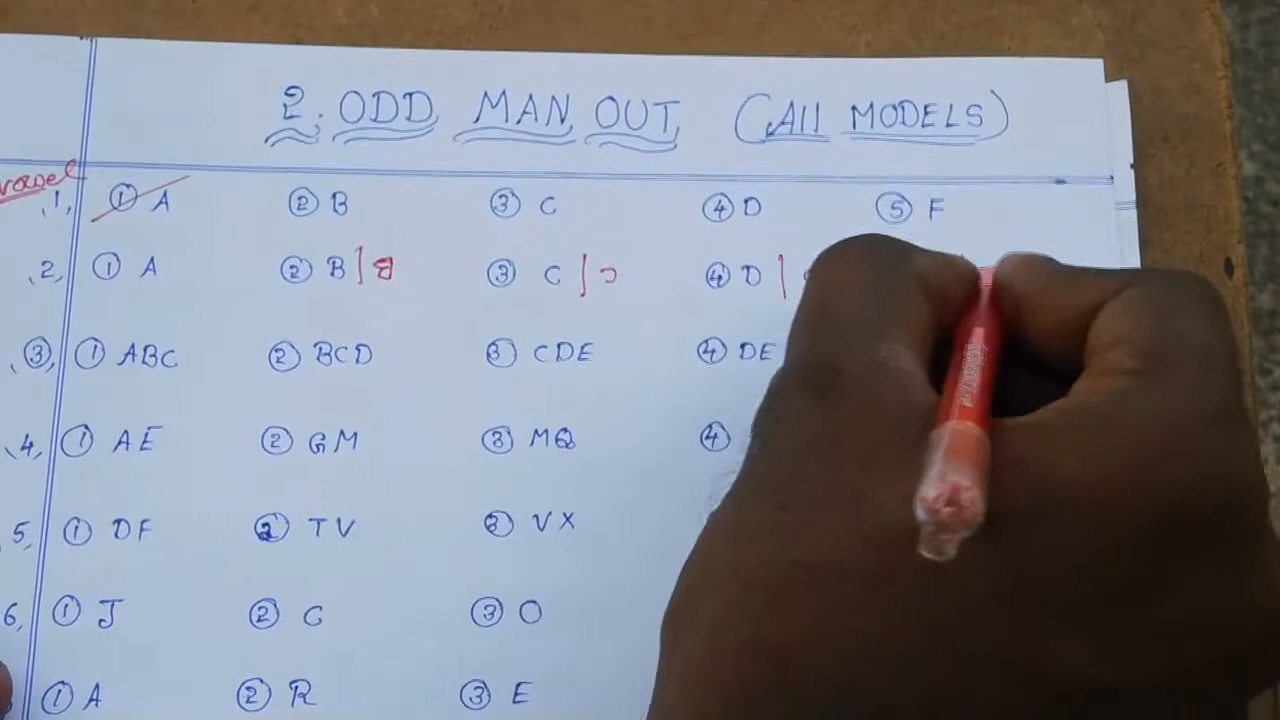 2. ODD MAN OUT (All MODELS)
vowel
1, ① A ② B ③ C ④ D ⑤ F
2, ① A ② B | B ③ C | C ④ D |
③, ① ABC ② BCD ③ CDE ④ DE
4, ① AE ② GM ③ MQ ④
5, ① DF ② TV ③ VX
6, ① J ② G ③ O
① A ② R ③ E